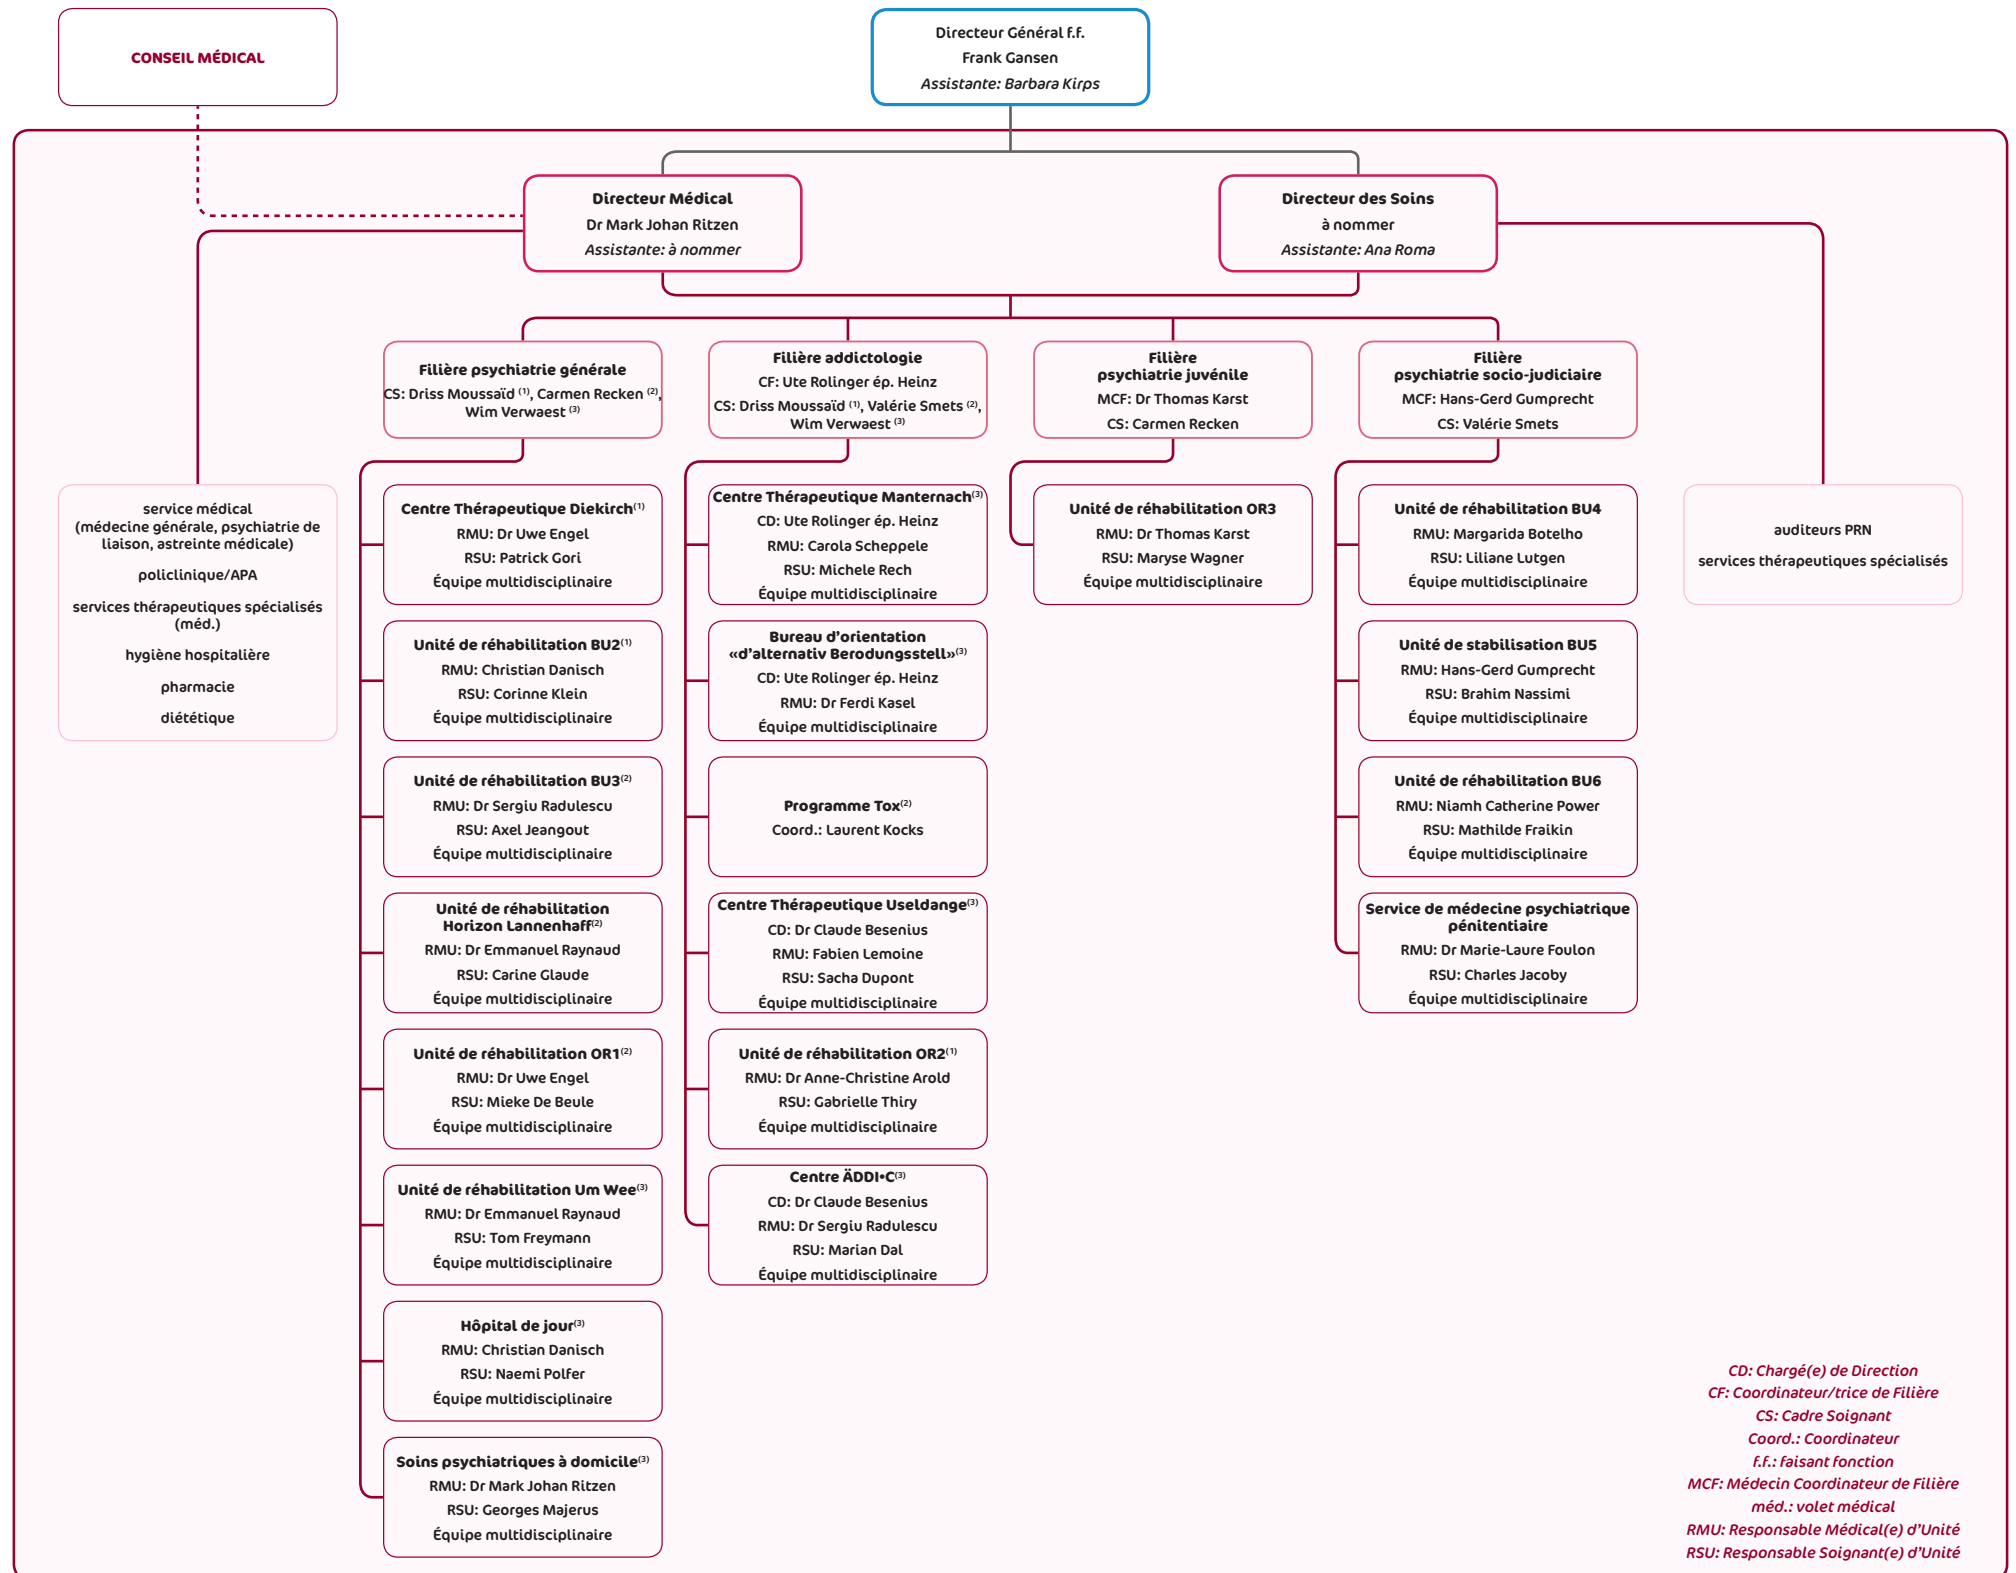 CONSEIL MÉDICAL
Directeur Général f.f.
Frank Gansen
Assistante: Barbara Kirps
Directeur Médical
Dr Mark Johan Ritzen
Assistante: à nommer
Directeur des Soins
à nommer
Assistante: Ana Roma
Filière psychiatrie générale
CS: Driss Moussaïd (1), Carmen Recken (2),
Wim Verwaest (3)
Filière addictologie
CF: Ute Rolinger ép. Heinz
CS: Driss Moussaïd (1), Valérie Smets (2),
Wim Verwaest (3)
Filière
psychiatrie juvénile
MCF: Dr Thomas Karst
CS: Carmen Recken
Filière
psychiatrie socio-judiciaire
MCF: Hans-Gerd Gumprecht
CS: Valérie Smets
service médical
(médecine générale, psychiatrie de
liaison, astreinte médicale)
policlinique/APA
services thérapeutiques spécialisés
(méd.)
hygiène hospitalière
pharmacie
diététique
Centre Thérapeutique Diekirch(1)
RMU: Dr Uwe Engel
RSU: Patrick Gori
Équipe multidisciplinaire
Unité de réhabilitation BU2(1)
RMU: Christian Danisch
RSU: Corinne Klein
Équipe multidisciplinaire
Unité de réhabilitation BU3(2)
RMU: Dr Sergiu Radulescu
RSU: Axel Jeangout
Équipe multidisciplinaire
Unité de réhabilitation
Horizon Lannenhaff(2)
RMU: Dr Emmanuel Raynaud
RSU: Carine Glaude
Équipe multidisciplinaire
Unité de réhabilitation OR1(2)
RMU: Dr Uwe Engel
RSU: Mieke De Beule
Équipe multidisciplinaire
Unité de réhabilitation Um Wee(3)
RMU: Dr Emmanuel Raynaud
RSU: Tom Freymann
Équipe multidisciplinaire
Hôpital de jour(3)
RMU: Christian Danisch
RSU: Naemi Polfer
Équipe multidisciplinaire
Soins psychiatriques à domicile(3)
RMU: Dr Mark Johan Ritzen
RSU: Georges Majerus
Équipe multidisciplinaire
Centre Thérapeutique Manternach(3)
CD: Ute Rolinger ép. Heinz
RMU: Carola Scheppele
RSU: Michele Rech
Équipe multidisciplinaire
Bureau d'orientation
«d'alternativ Berodungsstell»(3)
CD: Ute Rolinger ép. Heinz
RMU: Dr Ferdi Kasel
Équipe multidisciplinaire
Programme Tox(2)
Coord.: Laurent Kocks
Centre Thérapeutique Useldange(3)
CD: Dr Claude Besenius
RMU: Fabien Lemoine
RSU: Sacha Dupont
Équipe multidisciplinaire
Unité de réhabilitation OR2(1)
RMU: Dr Anne-Christine Arold
RSU: Gabrielle Thiry
Équipe multidisciplinaire
Centre ÄDDI•C(3)
CD: Dr Claude Besenius
RMU: Dr Sergiu Radulescu
RSU: Marian Dal
Équipe multidisciplinaire
Unité de réhabilitation OR3
RMU: Dr Thomas Karst
RSU: Maryse Wagner
Équipe multidisciplinaire
Unité de réhabilitation BU4
RMU: Margarida Botelho
RSU: Liliane Lutgen
Équipe multidisciplinaire
Unité de stabilisation BU5
RMU: Hans-Gerd Gumprecht
RSU: Brahim Nassimi
Équipe multidisciplinaire
Unité de réhabilitation BU6
RMU: Niamh Catherine Power
RSU: Mathilde Fraikin
Équipe multidisciplinaire
Service de médecine psychiatrique
pénitentiaire
RMU: Dr Marie-Laure Foulon
RSU: Charles Jacoby
Équipe multidisciplinaire
auditeurs PRN
services thérapeutiques spécialisés
CD: Chargé(e) de Direction
CF: Coordinateur/trice de Filière
CS: Cadre Soignant
Coord.: Coordinateur
f.f.: faisant fonction
MCF: Médecin Coordinateur de Filière
méd.: volet médical
RMU: Responsable Médical(e) d'Unité
RSU: Responsable Soignant(e) d'Unité